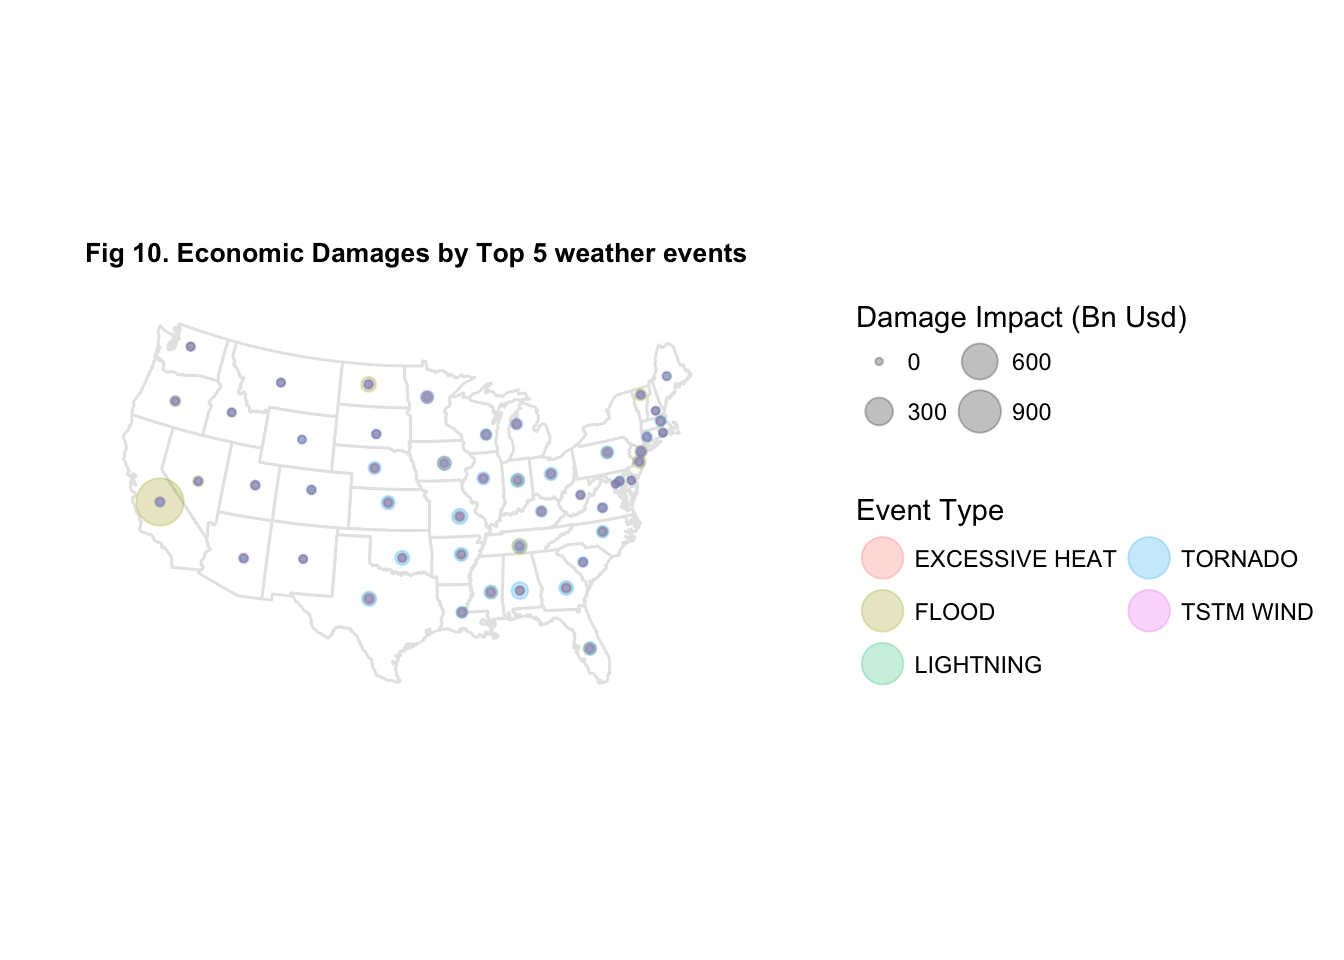 Fig 10. Economic Damages by Top 5 weather events
Damage Impact (Bn Usd)
0
600
300
900
Event Type
EXCESSIVE HEAT
TORNADO
FLOOD
TSTM WIND
LIGHTNING